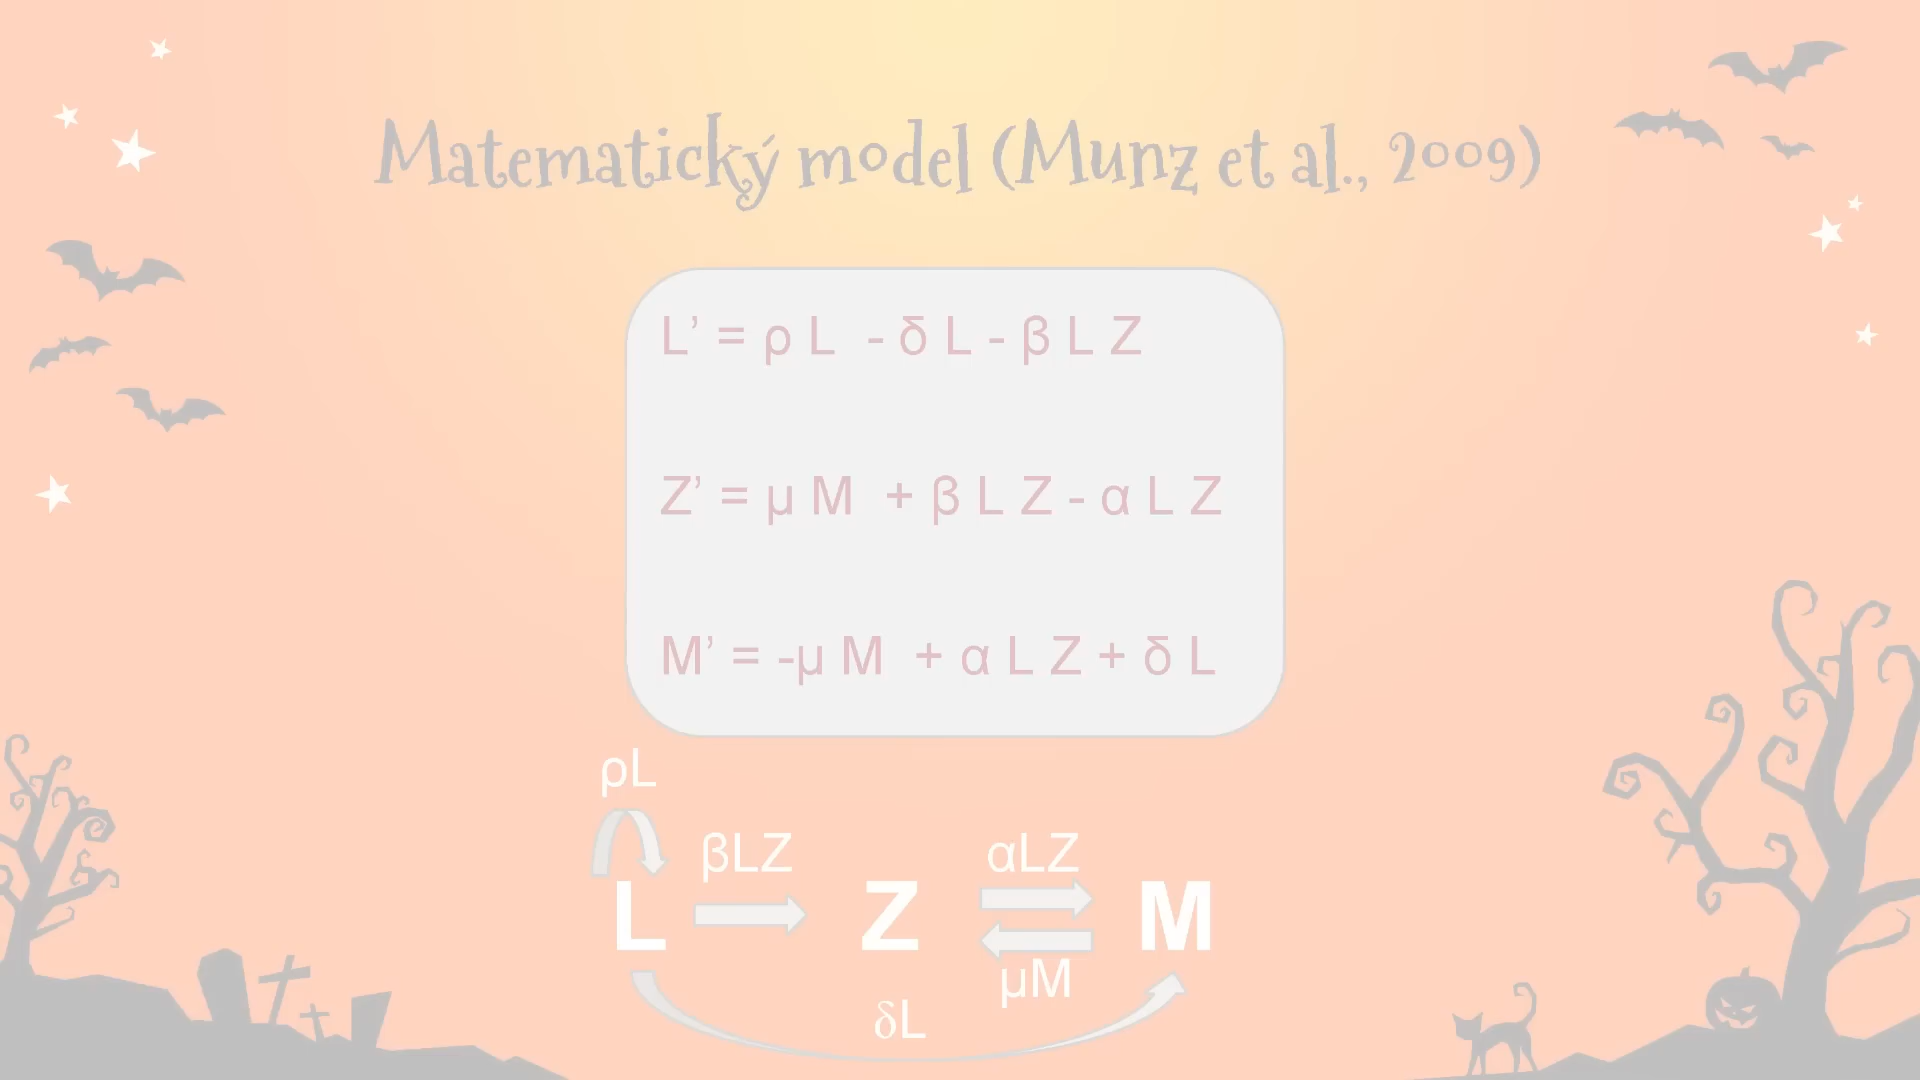 Matematický model (Munz et al., 2009)
L’ = ρ L - δ L - β L Z
Z’ = μ M + β L Z - α L Z
M’ = -μ M + α L Z + δ L
ρL
βLZ
αLZ
L
Z
M
μM
δL